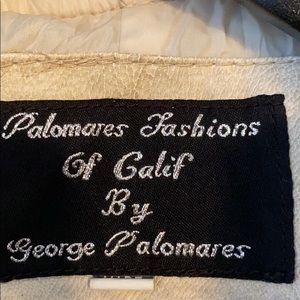 Palomares Fashions
Of Calif
By
George Palomares